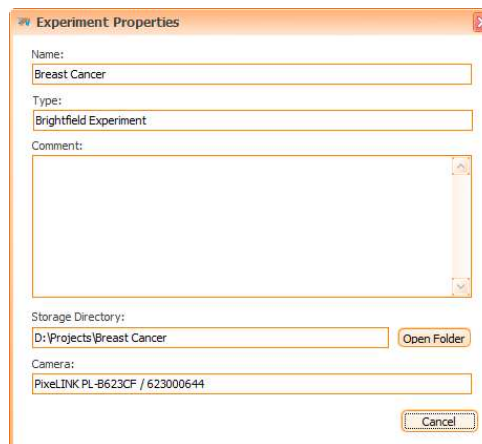 Experiment Properties
Name:
Breast Cancer
Type:
Brightfield Experiment
Comment:
Storage Directory:
D:\Projects\Breast Cancer
Open Folder
Camera:
PixeLINK PL-B623CF / 623000644
Cancel